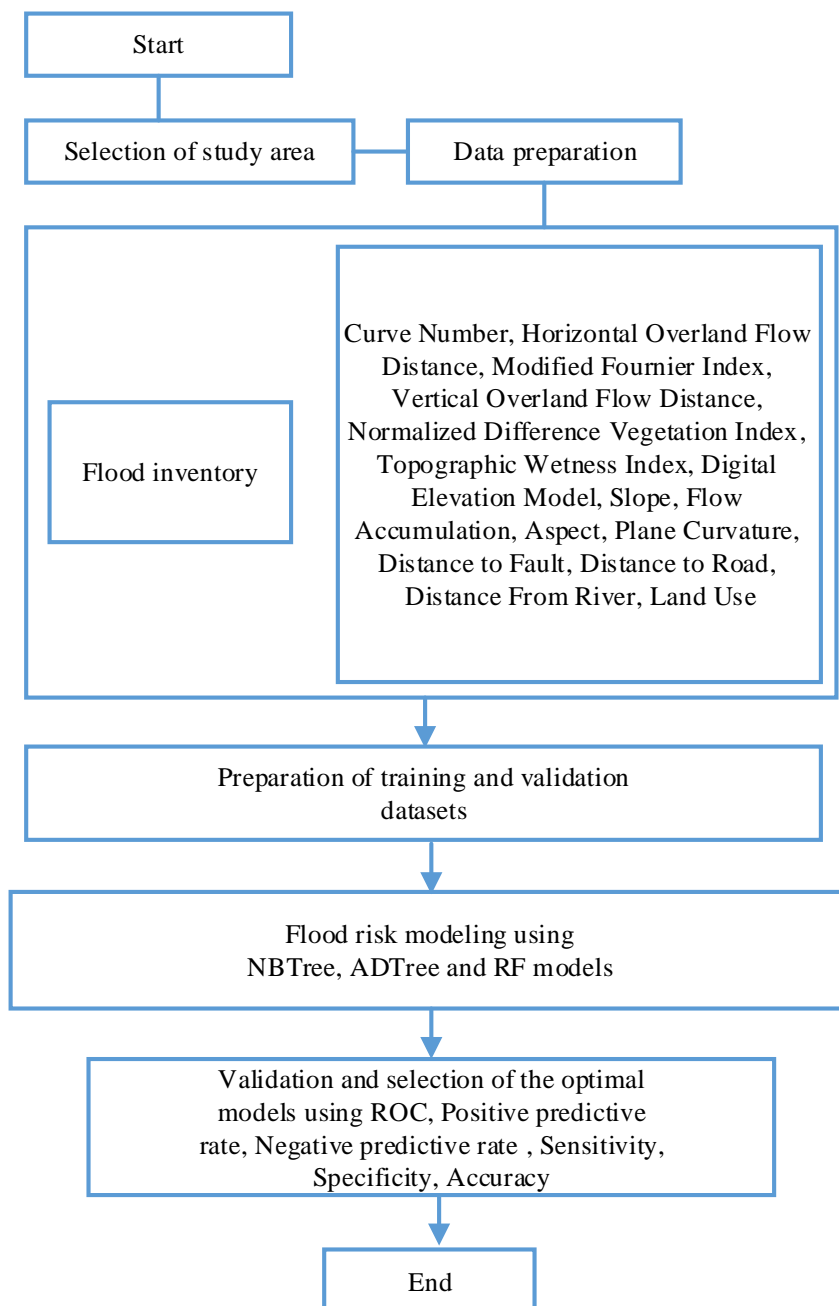 Start
Selection of study area
Data preparation
Flood inventory
Curve Number, Horizontal Overland Flow
Distance, Modified Fournier Index,
Vertical Overland Flow Distance,
Normalized Difference Vegetation Index,
Topographic Wetness Index, Digital
Elevation Model, Slope, Flow
Accumulation, Aspect, Plane Curvature,
Distance to Fault, Distance to Road,
Distance From River, Land Use
Preparation of training and validation
datasets
Flood risk modeling using
NBTree, ADTree and RF models
Validation and selection of the optimal
models using ROC, Positive predictive
rate, Negative predictive rate , Sensitivity,
Specificity, Accuracy
End